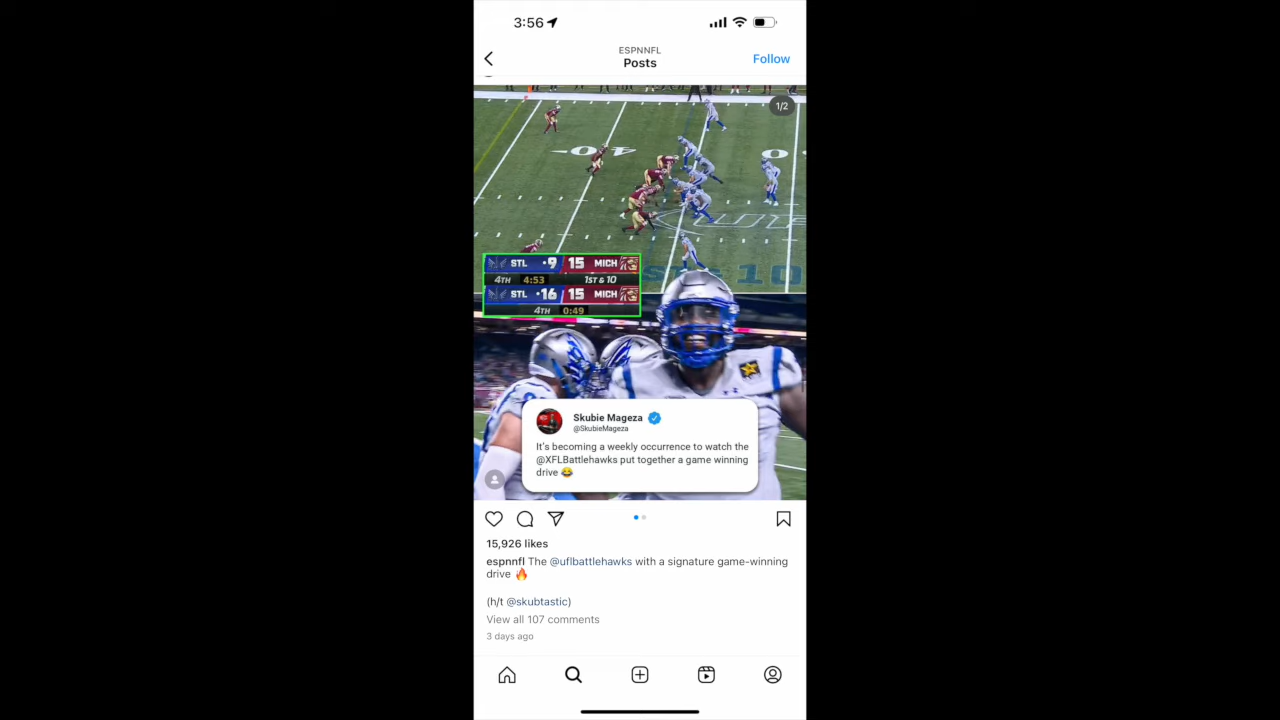 3:56
ESPNNFL
Posts
Follow
1/2
40
STL 9 15 MICH
4TH 4:53 1ST & 10
STL 16 15 MICH
4TH 0:49
Skubie Mageza
@SkubieMageza
It's becoming a weekly occurrence to watch the
@XFLBattlehawks put together a game winning
drive 😂
15,926 likes
espnnfl The @uflbattlehawks with a signature game-winning
drive 🔥
(h/t @skubtastic)
View all 107 comments
3 days ago